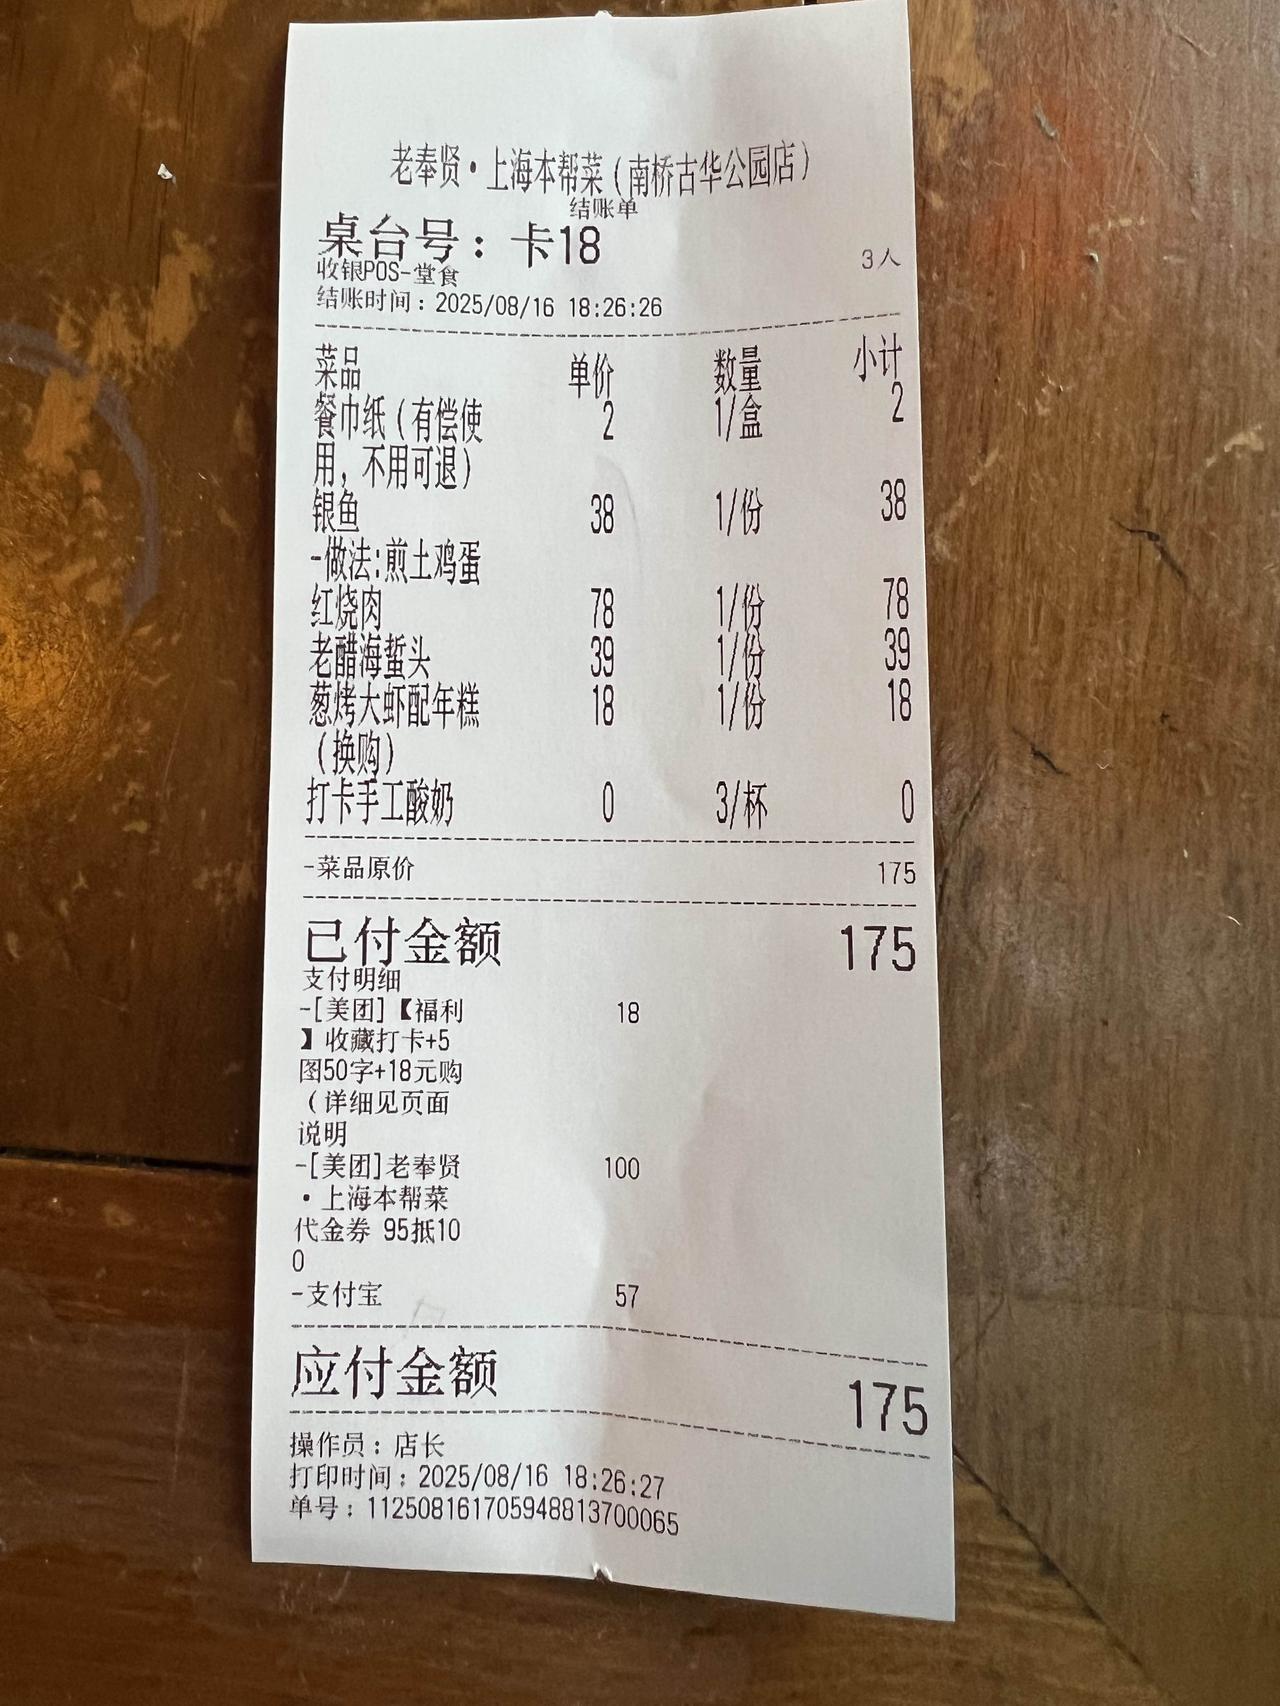 老奉贤·上海本帮菜(南桥古华公园店)
结账单
桌台号：卡18 3人
收银POS-堂食
结账时间：2025/08/16 18:26:26
菜品 单价 数量 小计
餐巾纸(有偿使 2 1/盒 2
用，不用可退)
银鱼 38 1/份 38
-做法:煎土鸡蛋
红烧肉 78 1/份 78
老醋海蜇头 39 1/份 39
葱烤大虾配年糕 18 1/份 18
(换购)
打卡手工酸奶 0 3/杯 0
-菜品原价 175
已付金额 175
支付明细
-[美团]【福利 18
】收藏打卡+5
图50字+18元购
(详细见页面
说明
-[美团]老奉贤 100
·上海本帮菜
代金券 95抵10
0
-支付宝 57
应付金额 175
操作员：店长
打印时间：2025/08/16 18:26:27
单号：11250816170594881370​0065